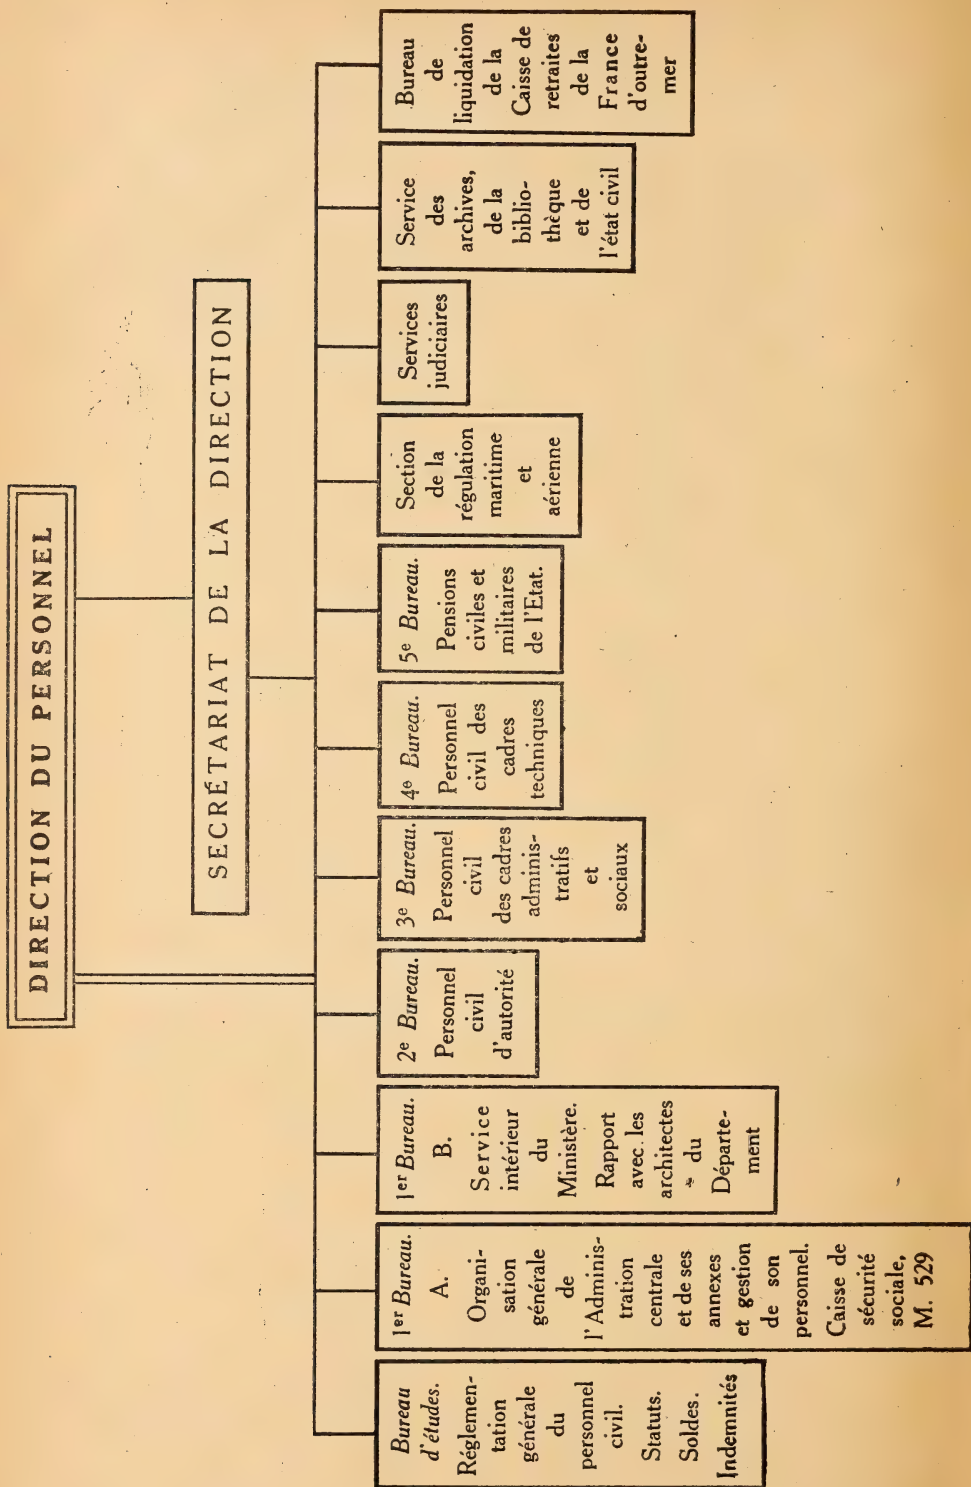 DIRECTION DU PERSONNEL
SECRÉTARIAT DE LA DIRECTION
Bureau
d'études.
Réglemen-
tation
générale
du
personnel
civil.
Statuts.
Soldes.
Indemnités
1er Bureau.
A.
Organi-
sation
générale
de
l'Adminis-
tration
centrale
et de ses
annexes
et gestion
de son
personnel.
Caisse de
sécurité
sociale,
M. 529
1er Bureau.
B.
Service
intérieur
du
Ministère.
Rapport
avec les
architectes
du
Départe-
ment
2e Bureau.
Personnel
civil
d'autorité
3e Bureau.
Personnel
civil
des cadres
adminis-
tratifs
et
sociaux
4e Bureau.
Personnel
civil des
cadres
techniques
5e Bureau.
Pensions
civiles et
militaires
de l'Etat.
Section
de la
régulation
maritime
et
aérienne
Services
judiciaires
Service
des
archives,
de la
biblio-
thèque
et de
l'état civil
Bureau
de
liquidation
de la
Caisse de
retraites
de la
France
d'outre-
mer